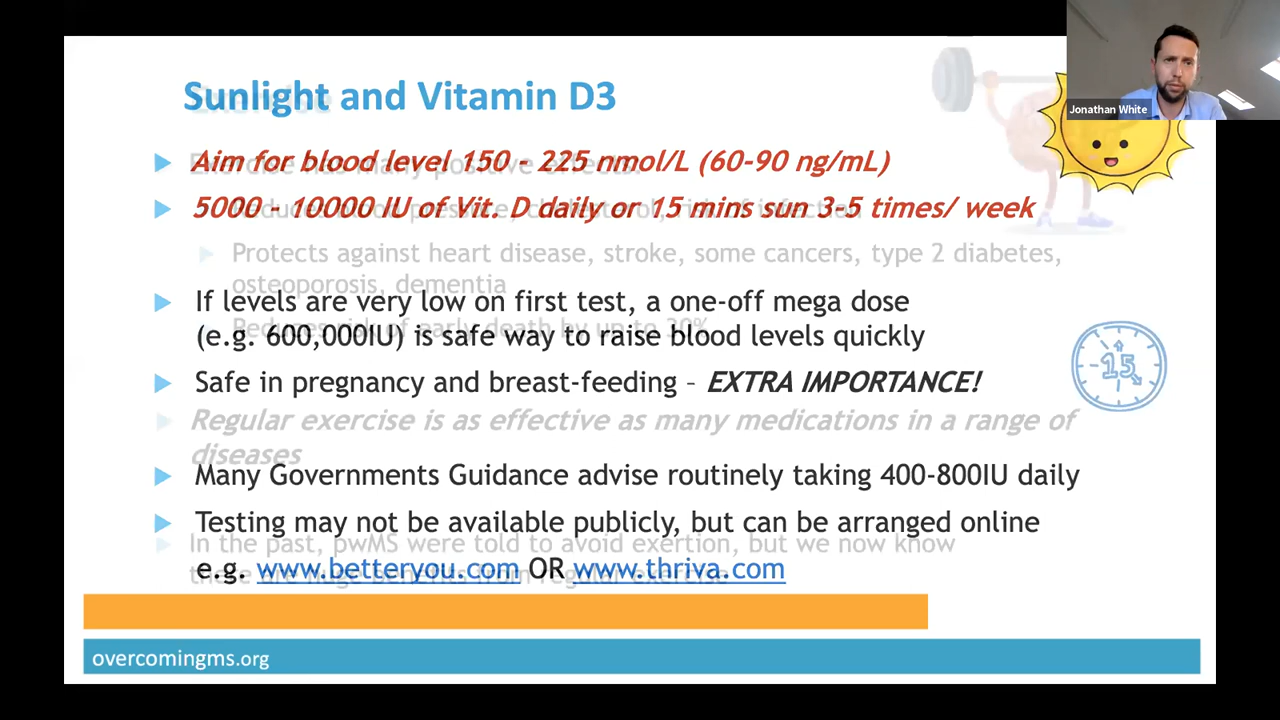 Jonathan White
Sunlight and Vitamin D3
Aim for blood level 150 - 225 nmol/L (60-90 ng/mL)
5000 - 10000 IU of Vit. D daily or 15 mins sun 3-5 times/ week
Protects against heart disease, stroke, some cancers, type 2 diabetes,
osteoporosis, dementia
If levels are very low on first test, a one-off mega dose
(e.g. 600,000IU) is safe way to raise blood levels quickly
15
Safe in pregnancy and breast-feeding – EXTRA IMPORTANCE!
Regular exercise is as effective as many medications in a range of
diseases
Many Governments Guidance advise routinely taking 400-800IU daily
Testing may not be available publicly, but can be arranged online
In the past, pwMS were told to avoid exertion, but we now know
e.g. www.betteryou.com OR www.thriva.com
overcomingms.org